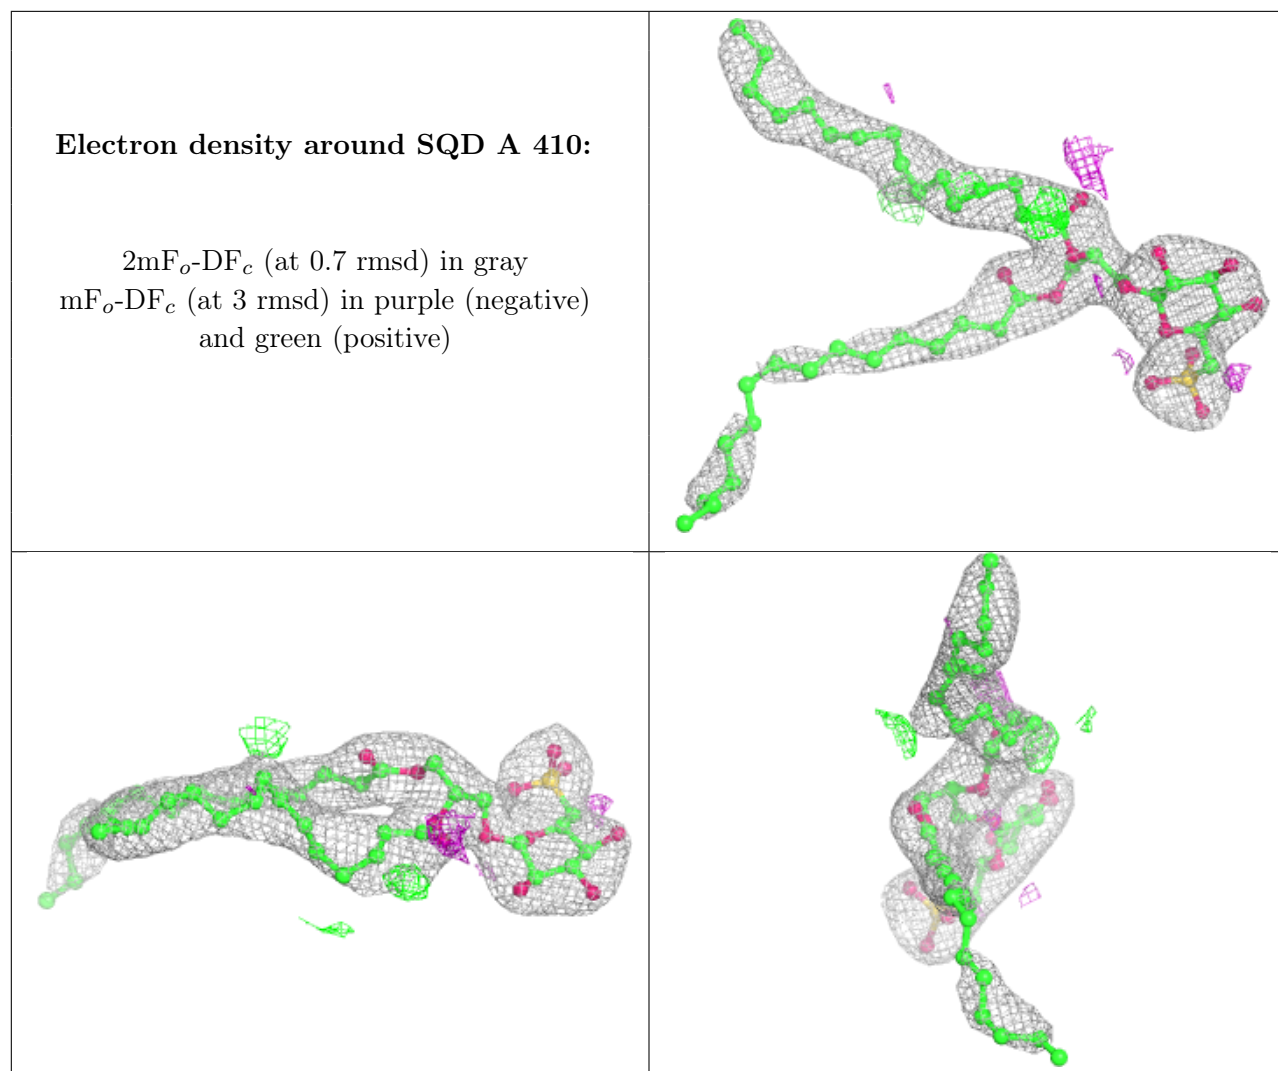 Electron density around SQD A 410:
2mFₒ-DF𝒸 (at 0.7 rmsd) in gray
mFₒ-DF𝒸 (at 3 rmsd) in purple (negative)
and green (positive)